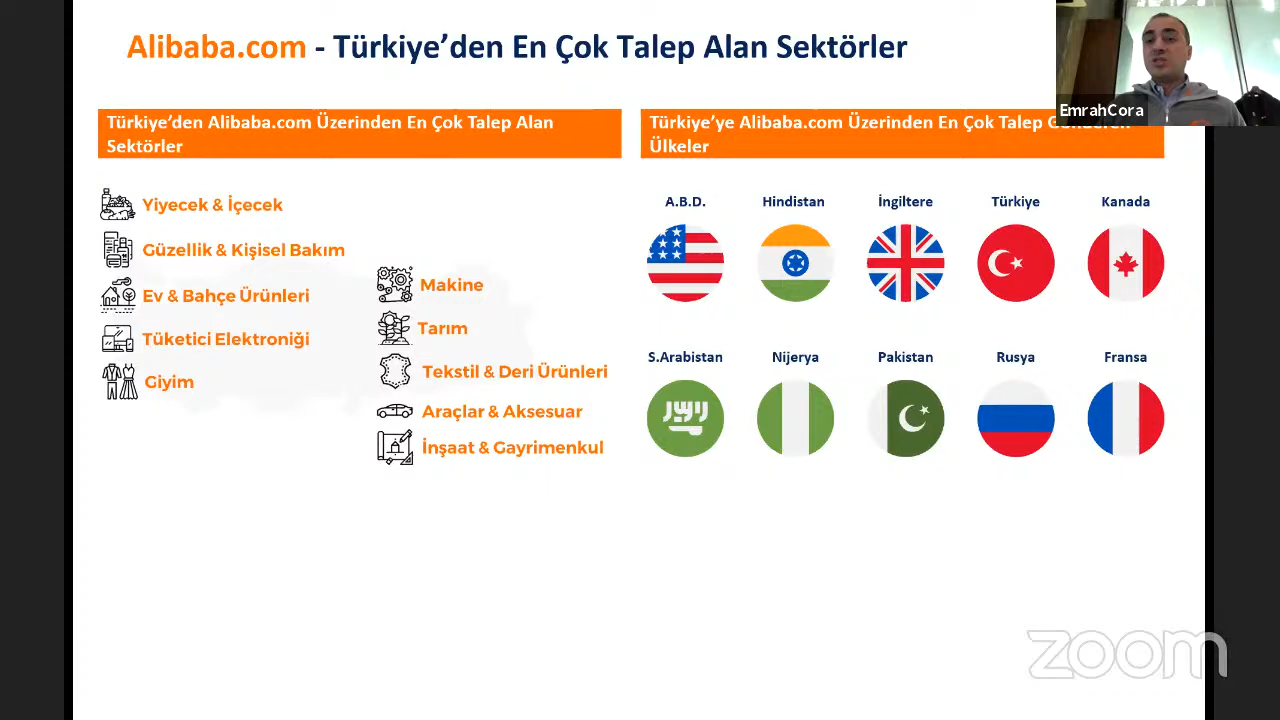 Alibaba.com - Türkiye’den En Çok Talep Alan Sektörler
EmrahCora
Türkiye’den Alibaba.com Üzerinden En Çok Talep Alan
Sektörler
Türkiye’ye Alibaba.com Üzerinden En Çok Talep
Ülkeler
Yiyecek & İçecek
Güzellik & Kişisel Bakım
Ev & Bahçe Ürünleri
Tüketici Elektroniği
Giyim
Makine
Tarım
Tekstil & Deri Ürünleri
Araçlar & Aksesuar
İnşaat & Gayrimenkul
A.B.D.
Hindistan
İngiltere
Türkiye
Kanada
S.Arabistan
Nijerya
Pakistan
Rusya
Fransa
zoom